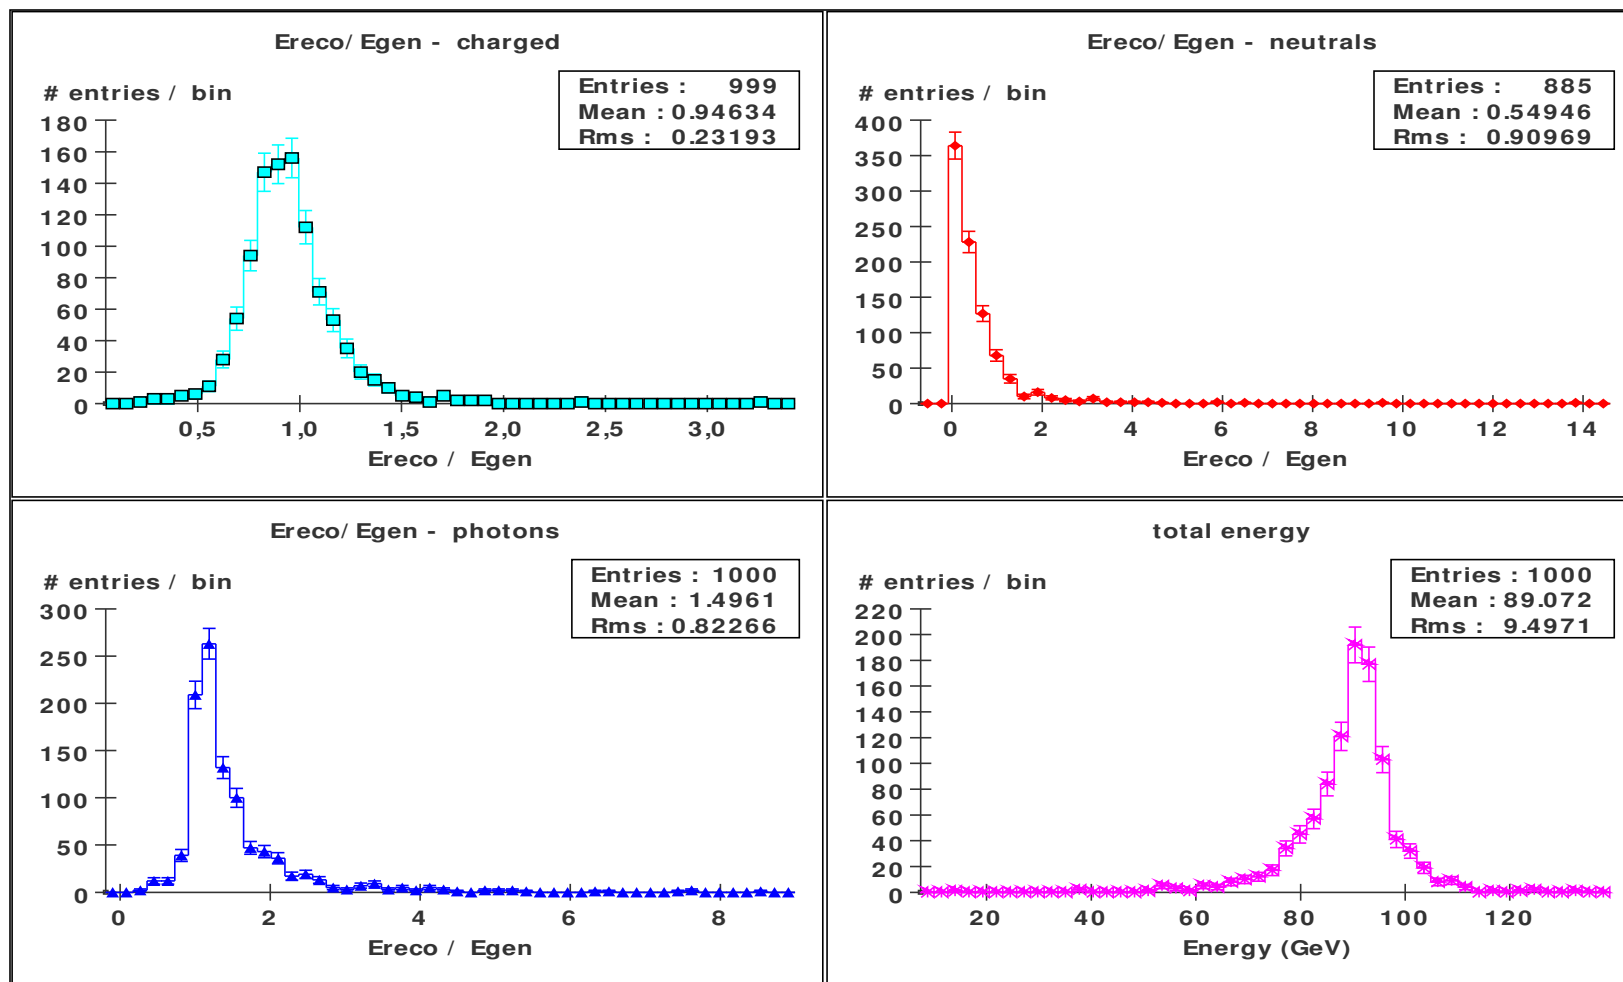 Ereco/ Egen - charged
Entries : 999
Mean : 0.94634
Rms : 0.23193
# entries / bin
180
160
140
120
100
80
60
40
20
0
0,5 1,0 1,5 2,0 2,5 3,0
Ereco / Egen
Ereco/ Egen - neutrals
Entries : 885
Mean : 0.54946
Rms : 0.90969
# entries / bin
400
350
300
250
200
150
100
50
0
0 2 4 6 8 10 12 14
Ereco / Egen
Ereco/ Egen - photons
Entries : 1000
Mean : 1.4961
Rms : 0.82266
# entries / bin
300
250
200
150
100
50
0
0 2 4 6 8
Ereco / Egen
total energy
Entries : 1000
Mean : 89.072
Rms : 9.4971
# entries / bin
220
200
180
160
140
120
100
80
60
40
20
0
20 40 60 80 100 120
Energy (GeV)